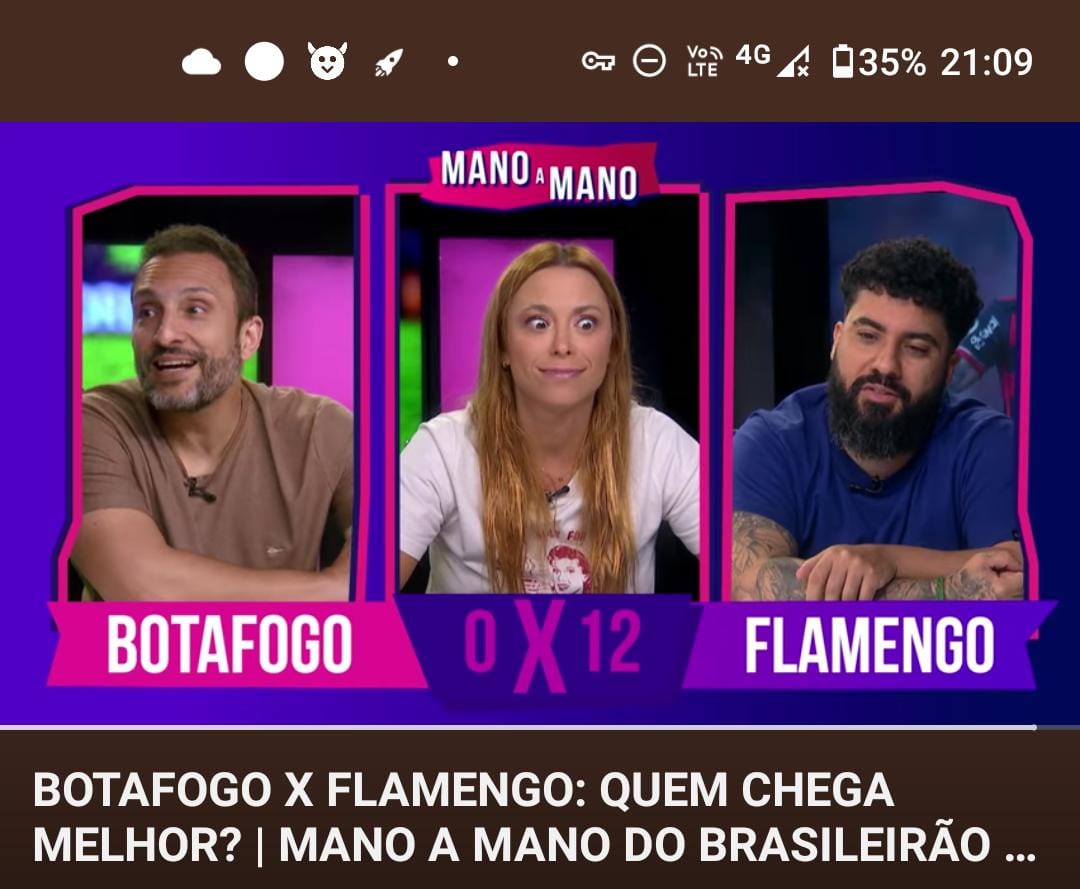 Vo LTE 4G 35% 21:09
MANO A MANO
BOTAFOGO 0 X 12 FLAMENGO
BOTAFOGO X FLAMENGO: QUEM CHEGA
MELHOR? | MANO A MANO DO BRASILEIRÃO ...